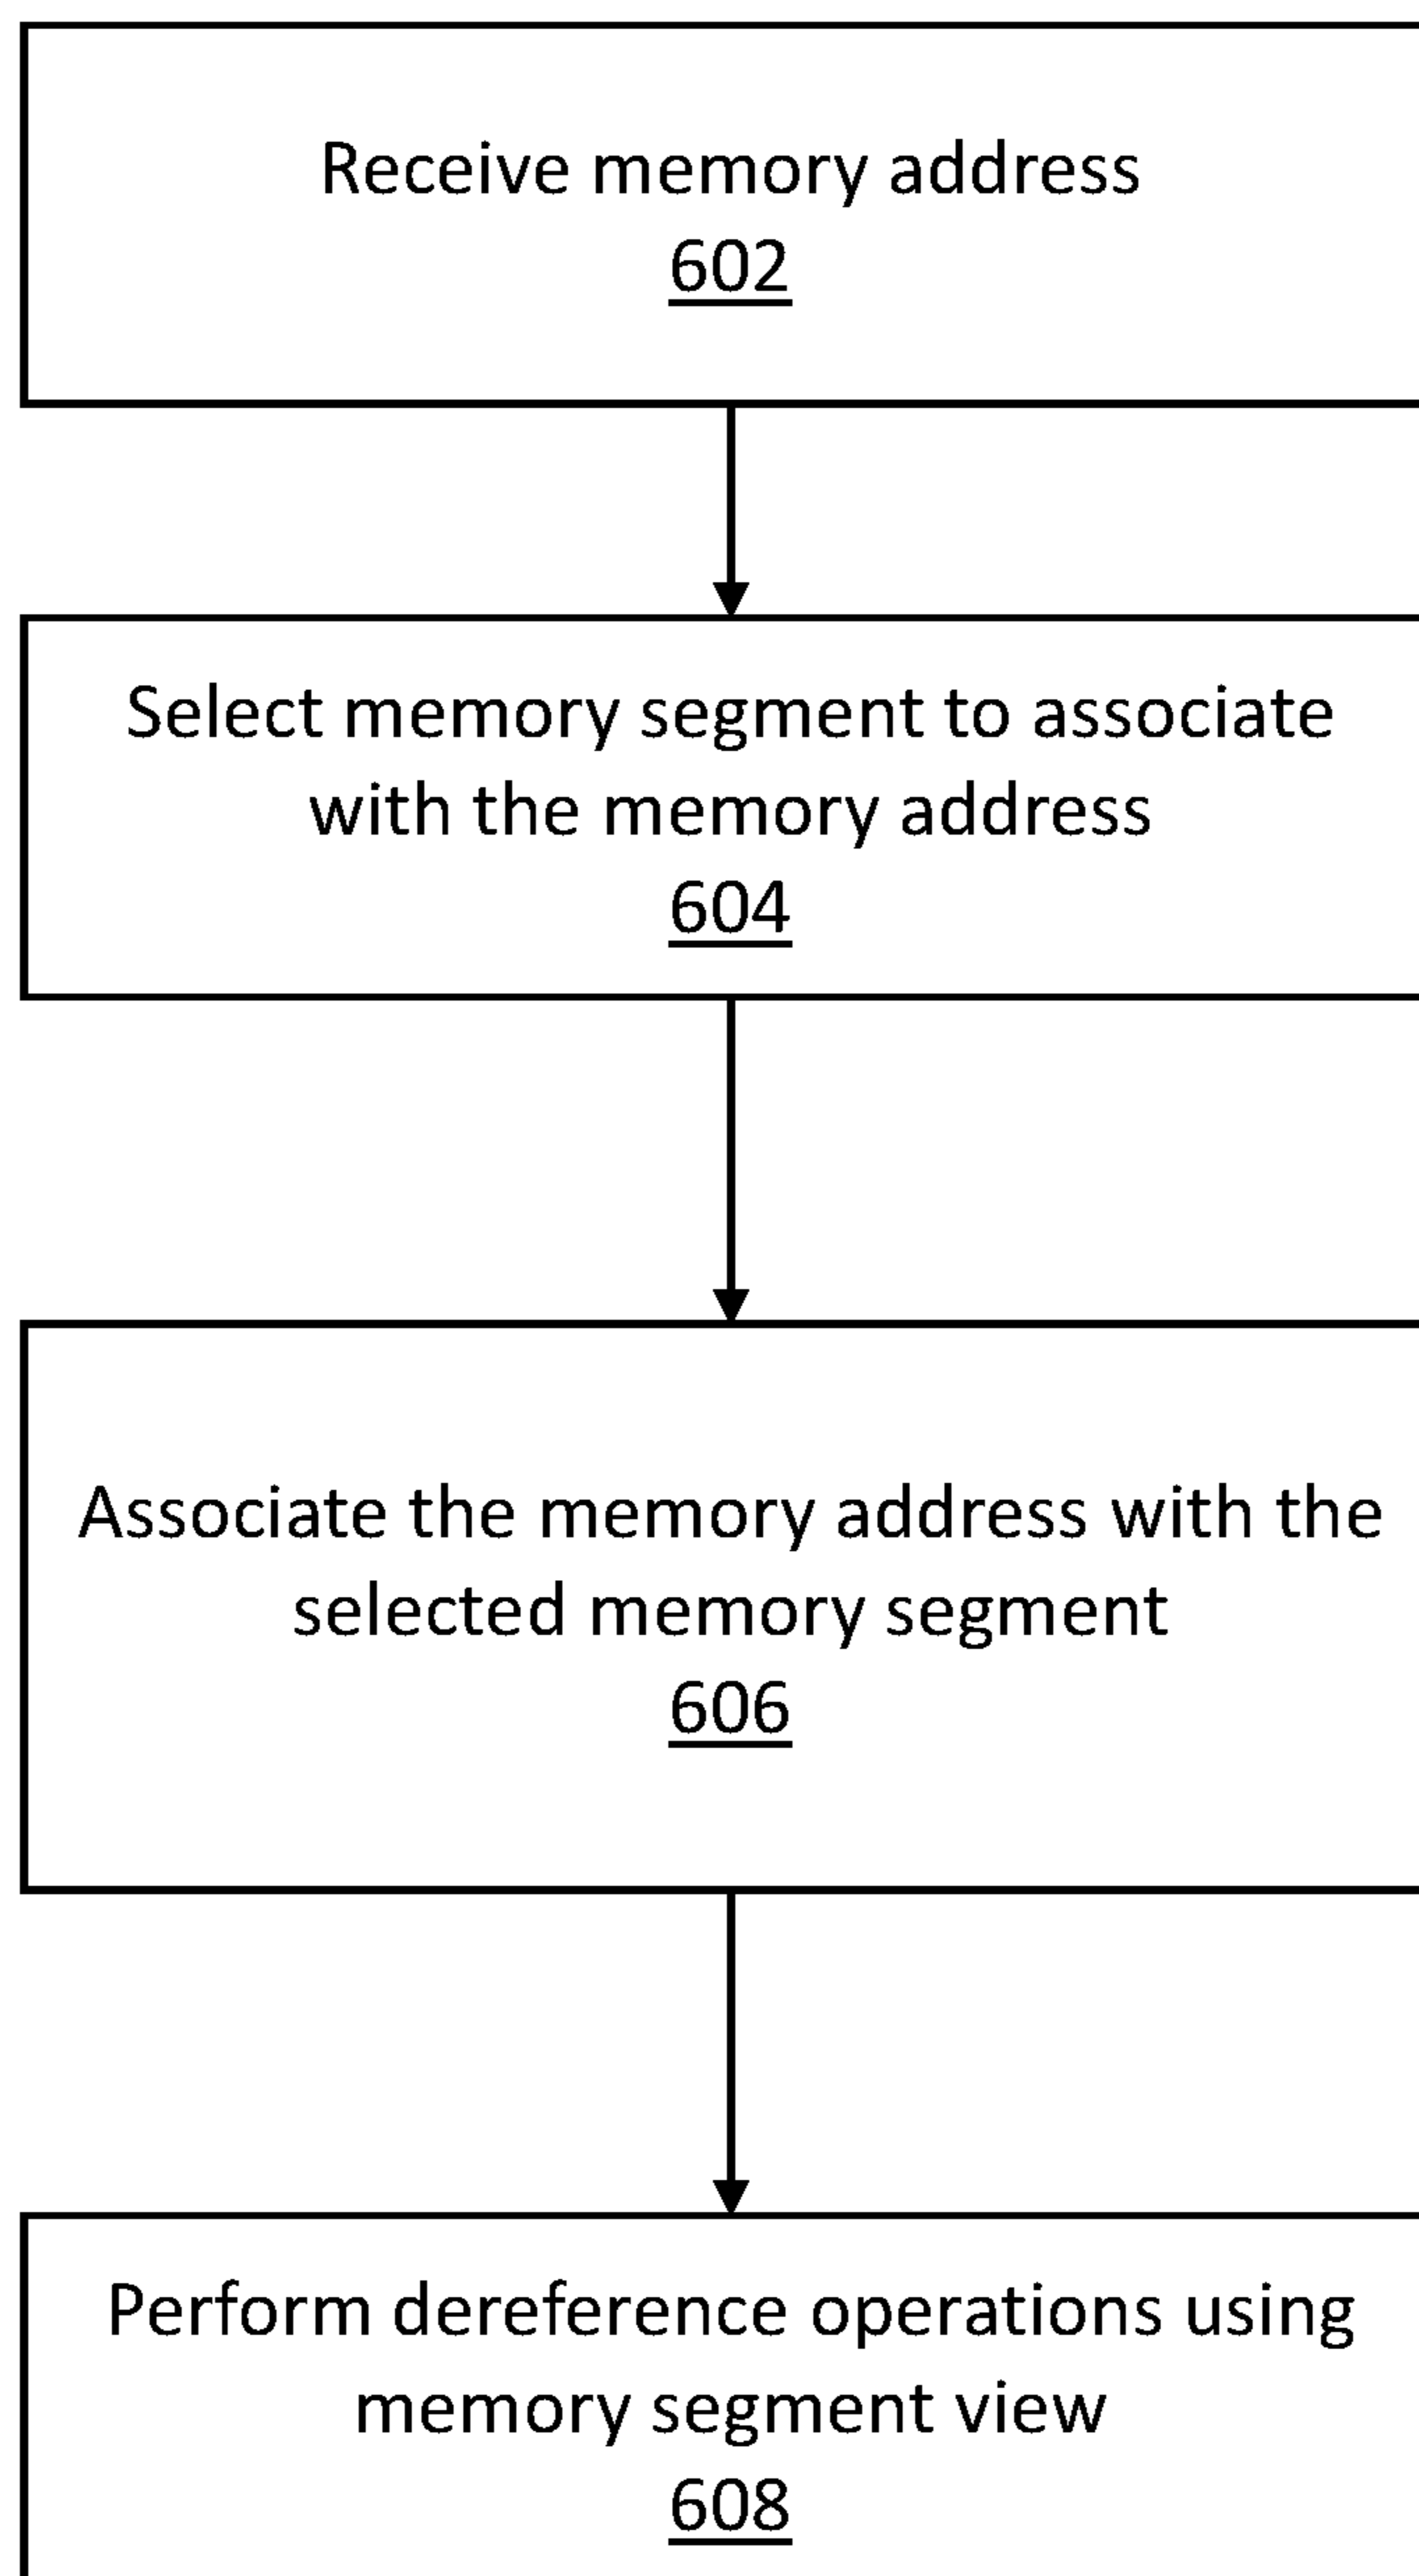 Receive memory address
602
Select memory segment to associate
with the memory address
604
Associate the memory address with the
selected memory segment
606
Perform dereference operations using
memory segment view
608